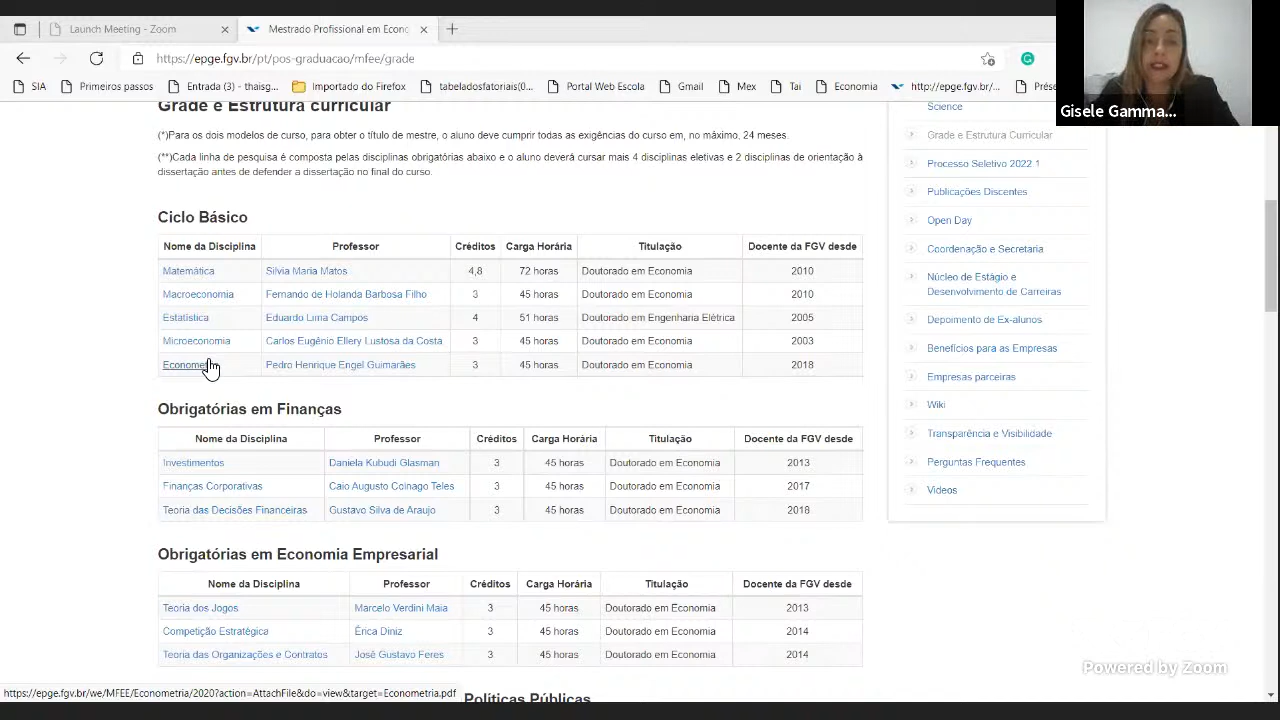 Launch Meeting - Zoom
Mestrado Profissional em Econo
https://epge.fgv.br/pt/pos-graducao/mfee/grade
SIA Primeiros passos Entrada (3) - thaisg... Importado do Firefox tabeladosfatoriais(0... Portal Web Escola Gmail Mex Tai Economia http://epge.fgv.br/... Prése
Gisele Gamma...
Grade e Estrutura curricular
(*)Para os dois modelos de curso, para obter o título de mestre, o aluno deve cumprir todas as exigências do curso em, no máximo, 24 meses.
(**)Cada linha de pesquisa é composta pelas disciplinas obrigatórias abaixo e o aluno deverá cursar mais 4 disciplinas eletivas e 2 disciplinas de orientação à
dissertação antes de defender a dissertação no final do curso.
Ciclo Básico
Nome da Disciplina Professor Créditos Carga Horária Titulação Docente da FGV desde
Matemática Silvia Maria Matos 4,8 72 horas Doutorado em Economia 2010
Macroeconomia Fernando de Holanda Barbosa Filho 3 45 horas Doutorado em Economia 2010
Estatística Eduardo Lima Campos 4 51 horas Doutorado em Engenharia Elétrica 2005
Microeconomia Carlos Eugênio Ellery Lustosa da Costa 3 45 horas Doutorado em Economia 2003
Econome Pedro Henrique Engel Guimarães 3 45 horas Doutorado em Economia 2018
Obrigatórias em Finanças
Nome da Disciplina Professor Créditos Carga Horária Titulação Docente da FGV desde
Investimentos Daniela Kubudi Glasman 3 45 horas Doutorado em Economia 2013
Finanças Corporativas Caio Augusto Colnago Teles 3 45 horas Doutorado em Economia 2017
Teoria das Decisões Financeiras Gustavo Silva de Araujo 3 45 horas Doutorado em Economia 2018
Obrigatórias em Economia Empresarial
Nome da Disciplina Professor Créditos Carga Horária Titulação Docente da FGV desde
Teoria dos Jogos Marcelo Verdini Maia 3 45 horas Doutorado em Economia 2013
Competição Estratégica Érica Diniz 3 45 horas Doutorado em Economia 2014
Teoria das Organizações e Contratos José Gustavo Feres 3 45 horas Doutorado em Economia 2014
Políticas Públicas
Science
Grade e Estrutura Curricular
Processo Seletivo 2022.1
Publicações Discentes
Open Day
Coordenação e Secretaria
Núcleo de Estágio e
Desenvolvimento de Carreiras
Depoimento de Ex-alunos
Benefícios para as Empresas
Empresas parceiras
Wiki
Transparência e Visibilidade
Perguntas Frequentes
Videos
Powered by Zoom
https://epge.fgv.br/we/MFEE/Econometria/2020?action=AttachFile&do=view&target=Econometria.pdf